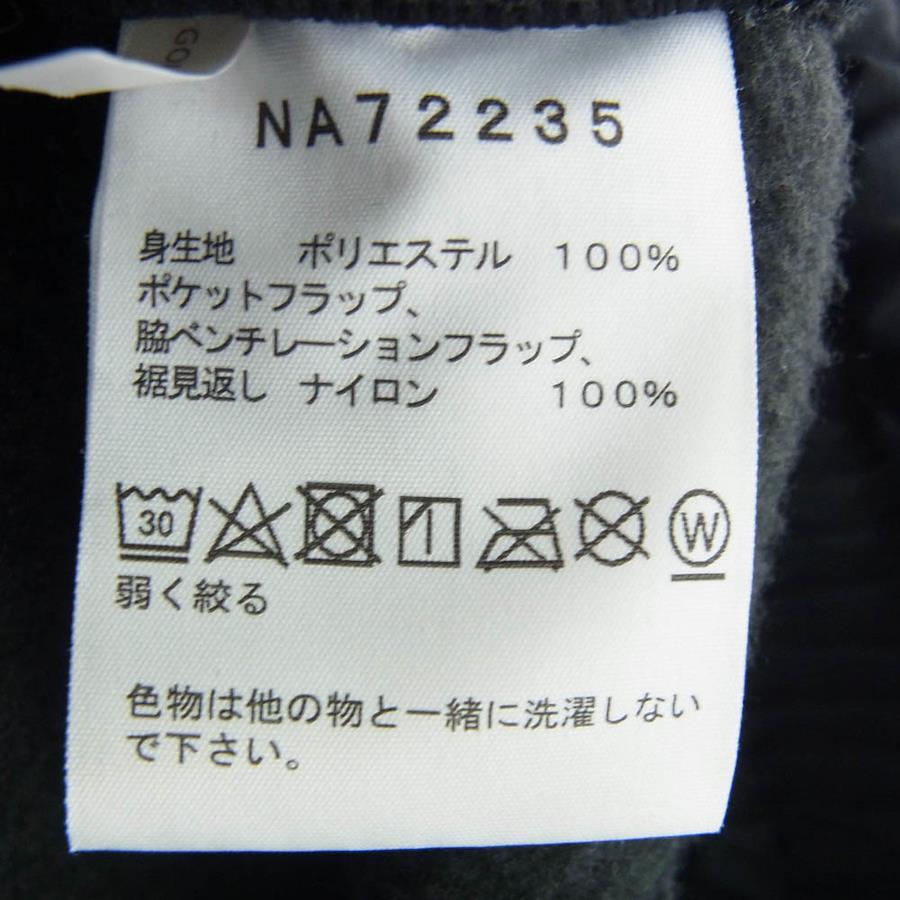 GO
NA72235
身生地 ポリエステル 100%
ポケットフラップ、
脇ベンチレーションフラップ、
裾見返し ナイロン 100%
30 W
弱く絞る
色物は他の物と一緒に洗濯しない
で下さい。